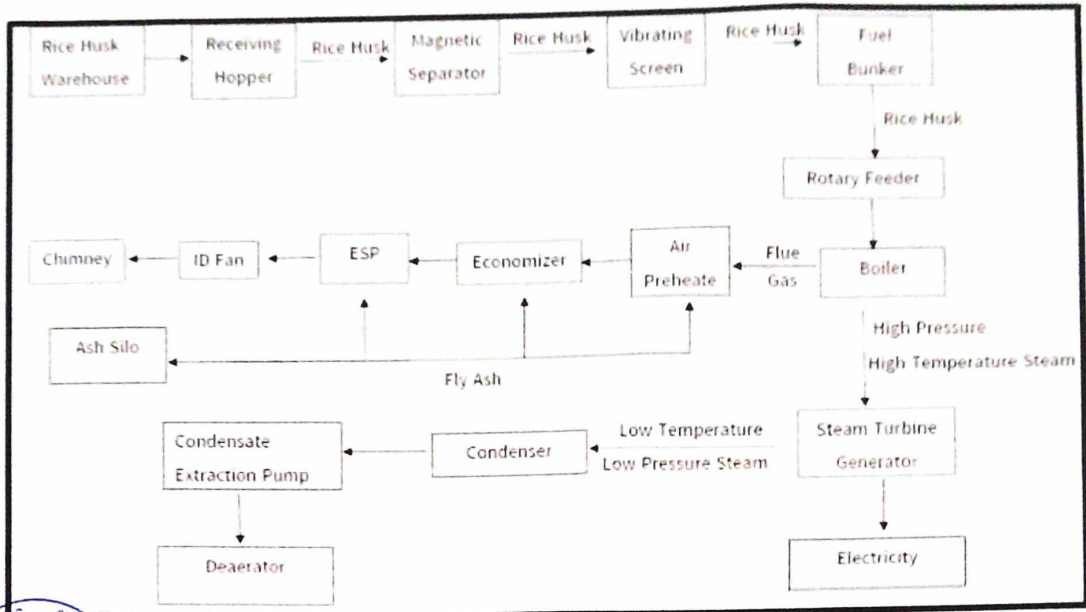 Rice Husk
Warehouse
Receiving
Hopper
Rice Husk
Magnetic
Separator
Rice Husk
Vibrating
Screen
Rice Husk
Fuel
Bunker
Rice Husk
Rotary Feeder
Boiler
Flue
Gas
Air
Preheate
Economizer
ESP
ID Fan
Chimney
Ash Silo
Fly Ash
High Pressure
High Temperature Steam
Steam Turbine
Generator
Low Temperature
Low Pressure Steam
Condenser
Condensate
Extraction Pump
Deaerator
Electricity